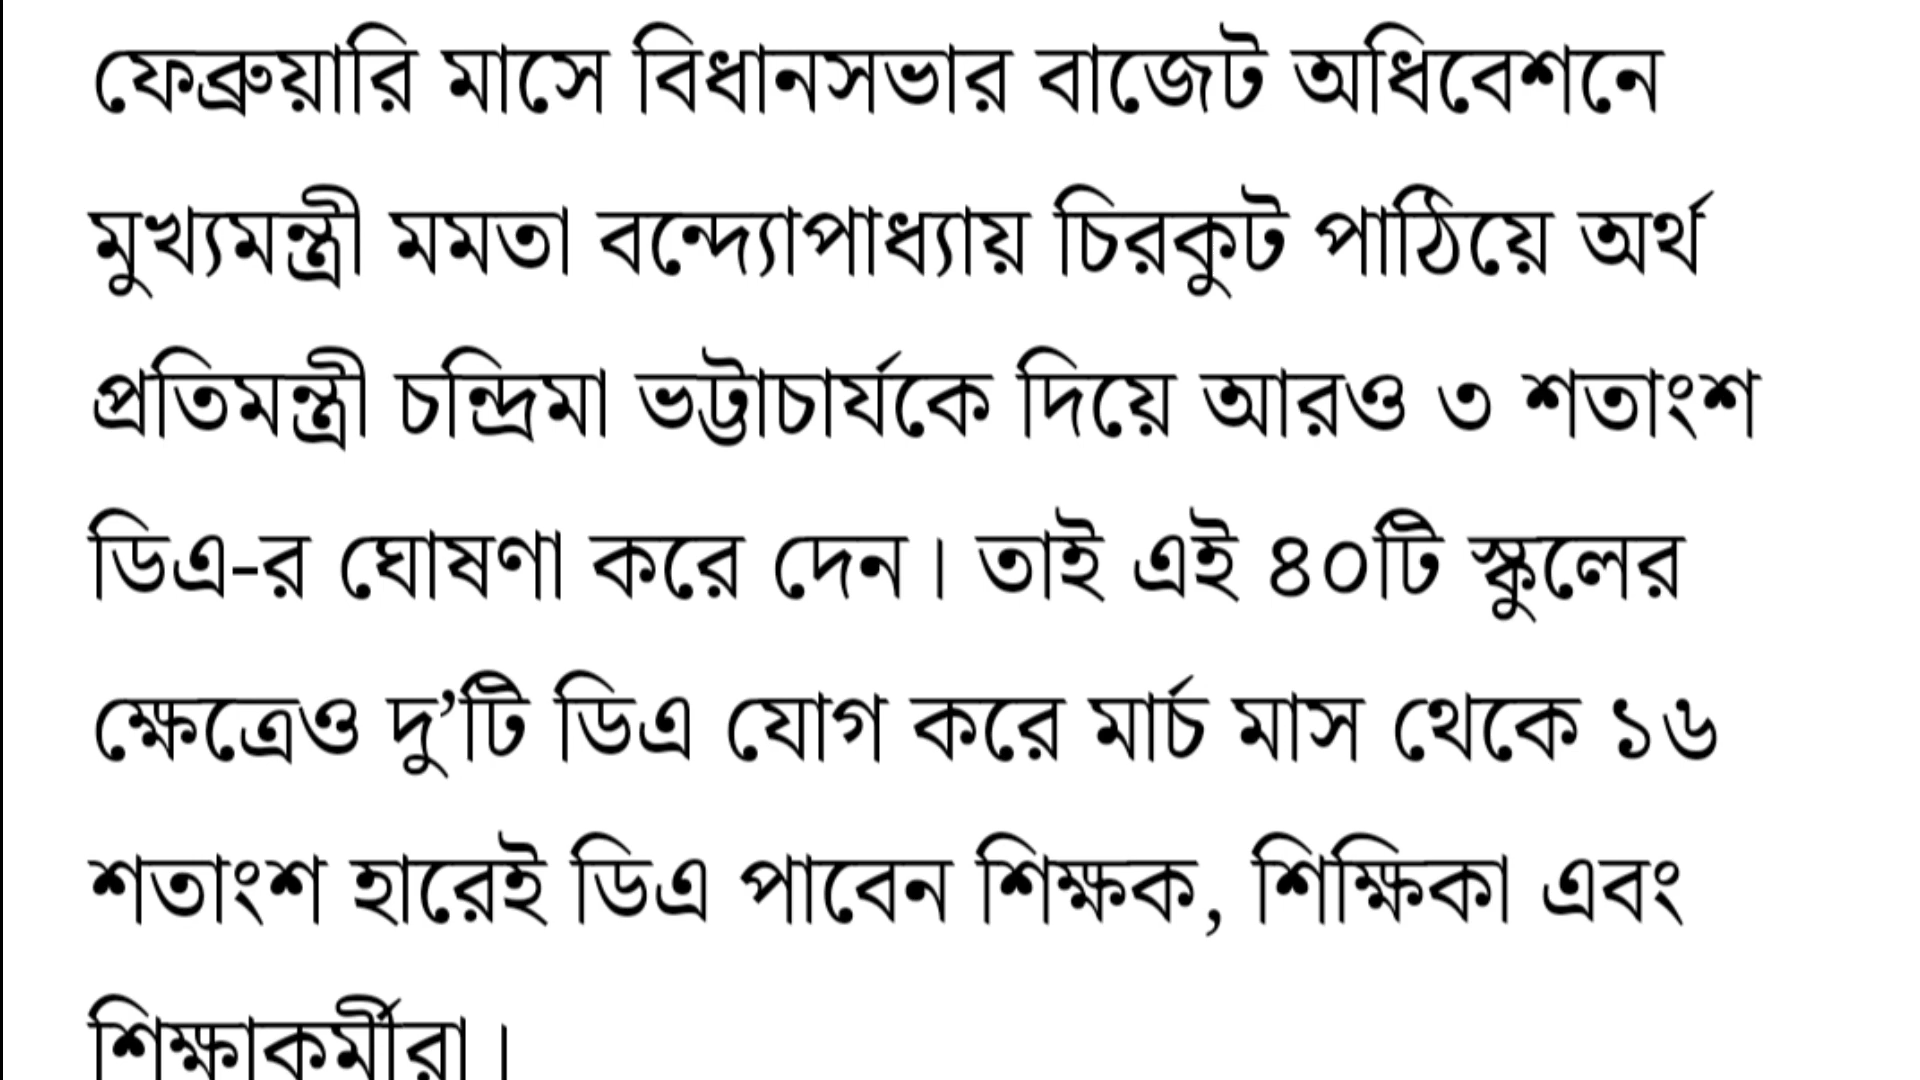 ফেব্রুয়ারি মাসে বিধানসভার বাজেট অধিবেশনে
মুখ্যমন্ত্রী মমতা বন্দ্যোপাধ্যায় চিরকুট পাঠিয়ে অর্থ
প্রতিমন্ত্রী চন্দ্রিমা ভট্টাচার্যকে দিয়ে আরও ৩ শতাংশ
ডিএ-র ঘোষণা করে দেন। তাই এই ৪০টি স্কুলের
ক্ষেত্রেও দু’টি ডিএ যোগ করে মার্চ মাস থেকে ১৬
শতাংশ হারেই ডিএ পাবেন শিক্ষক, শিক্ষিকা এবং
শিক্ষাকর্মীরা।